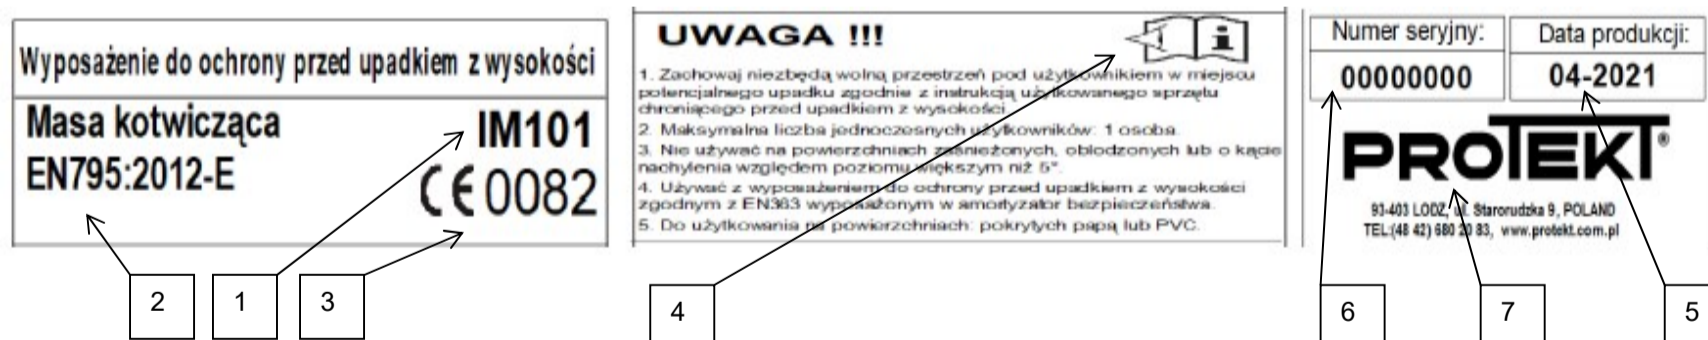 Wyposażenie do ochrony przed upadkiem z wysokości
Masa kotwicząca
IM101
EN795:2012-E
CE 0082
UWAGA !!!
1. Zachowaj niezbędą wolną przestrzeń pod użytkownikiem w miejscu
potencjalnego upadku zgodnie z instrukcją użytkowanego sprzętu
chroniącego przed upadkiem z wysokości
2. Maksymalna liczba jednoczesnych użytkowników: 1 osoba.
3. Nie używać na powierzchniach zaśnieżonych, oblodzonych lub o kącie
nachylenia względem poziomu większym niż 5°.
4. Używać z wyposażeniem do ochrony przed upadkiem z wysokości
zgodnym z EN363 wyposażonym w amortyzator bezpieczeństwa.
5. Do użytkowania na powierzchniach: pokrytych papą lub PVC.
i
Numer seryjny:
00000000
Data produkcji:
04-2021
PROTEKT®
93-403 LODZ, ul. Starorudzka 9, POLAND
TEL:(48 42) 680 20 83, www.protekt.com.pl
2
1
3
4
6
7
5